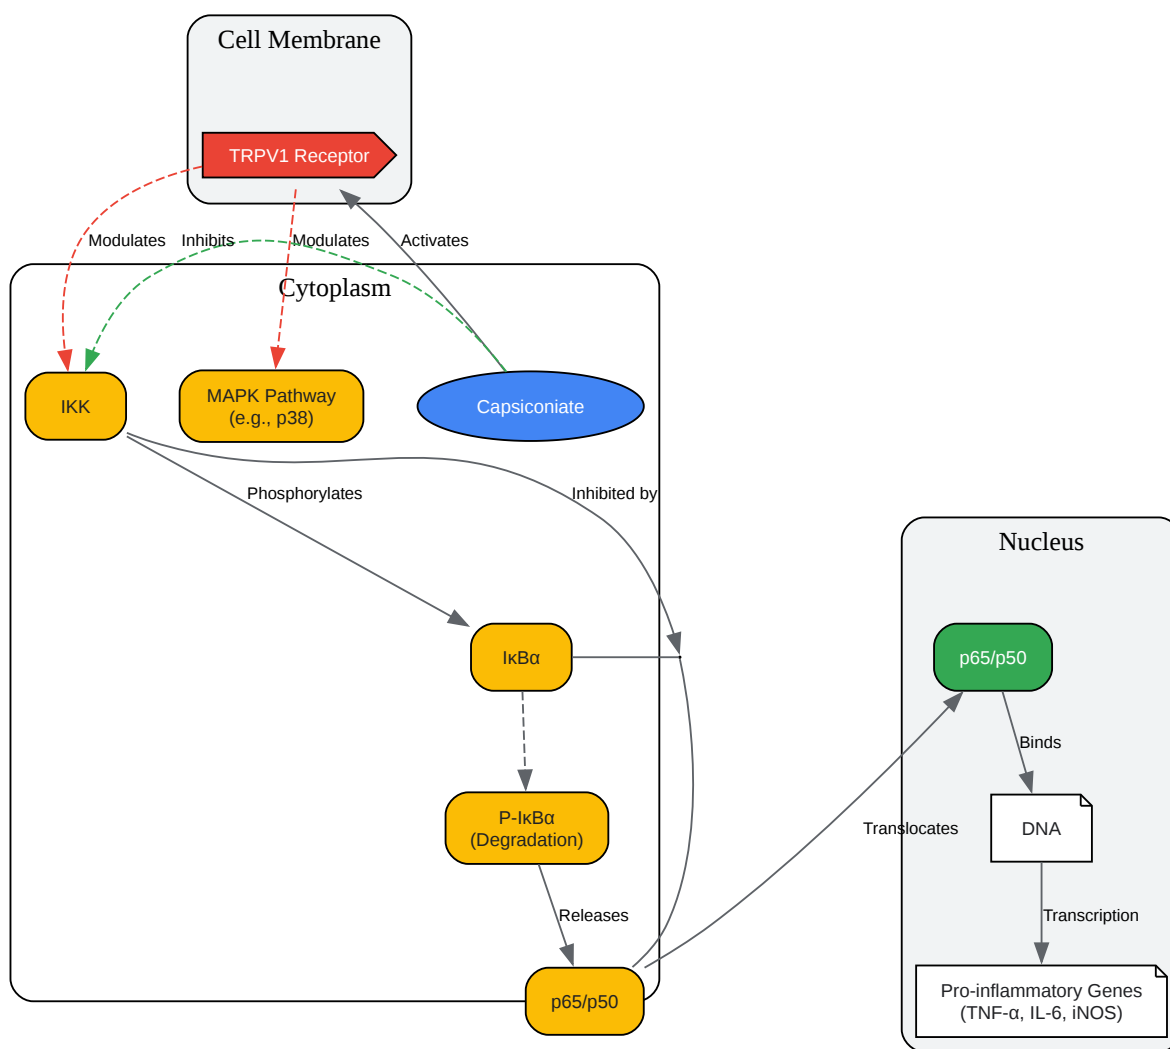 Cell Membrane
TRPV1 Receptor
Modulates
Inhibits
Modulates
Activates
Cytoplasm
IKK
MAPK Pathway
(e.g., p38)
Capsiconiate
Phosphorylates
Inhibited by
Nucleus
IκBα
p65/p50
Binds
P-IκBα
(Degradation)
Translocates
DNA
Releases
Transcription
p65/p50
Pro-inflammatory Genes
(TNF-α, IL-6, iNOS)